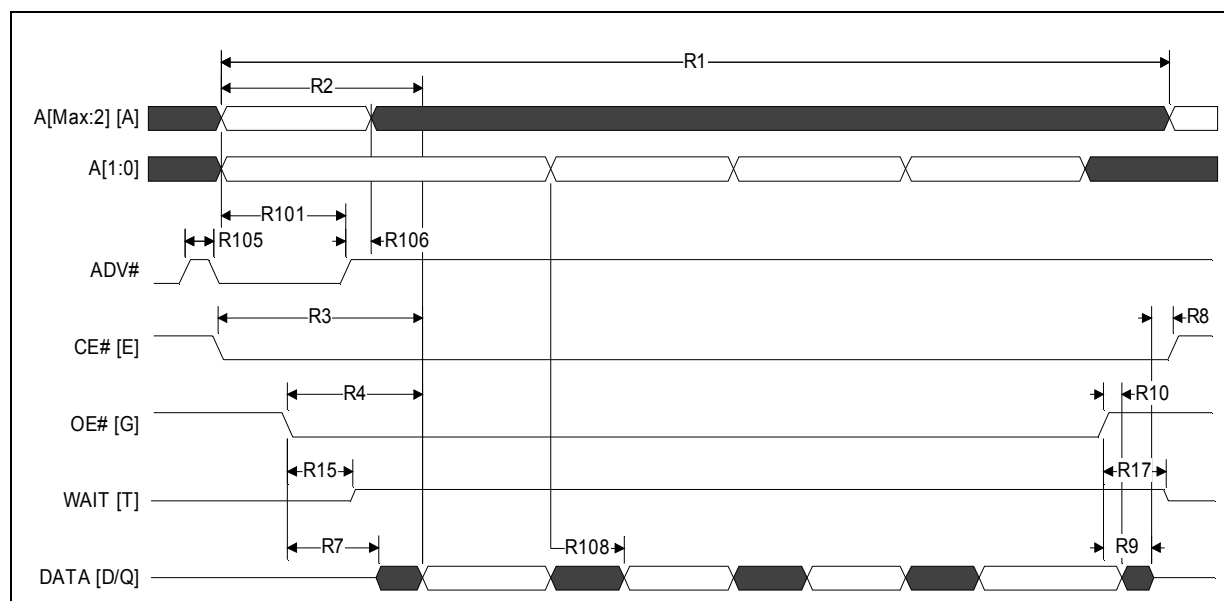 R1
R2
A[Max:2] [A]
A[1:0]
R101
R105
R106
ADV#
R3
R8
CE# [E]
R4
R10
OE# [G]
R15
R17
WAIT [T]
R7
R108
R9
DATA [D/Q]